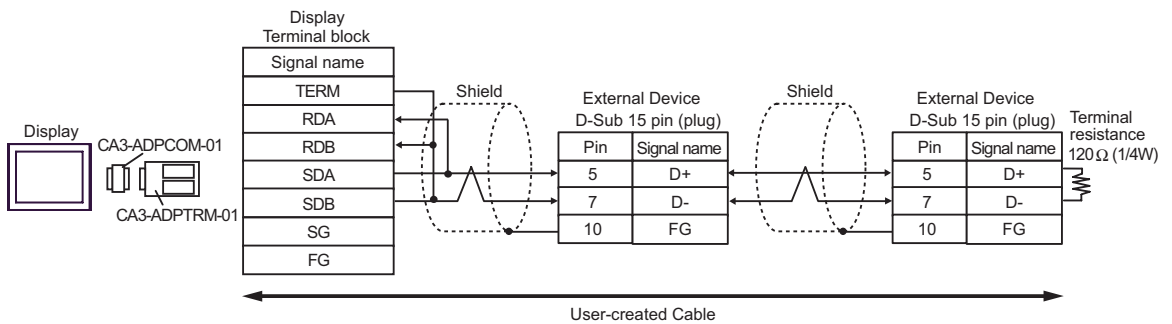 Display
CA3-ADPCOM-01
CA3-ADPTRM-01
Display
Terminal block
Signal name
TERM
RDA
RDB
SDA
SDB
SG
FG
Shield
External Device
D-Sub 15 pin (plug)
Pin Signal name
5 D+
7 D-
10 FG
Shield
External Device
D-Sub 15 pin (plug)
Pin Signal name
5 D+
7 D-
10 FG
Terminal
resistance
120Ω (1/4W)
User-created Cable